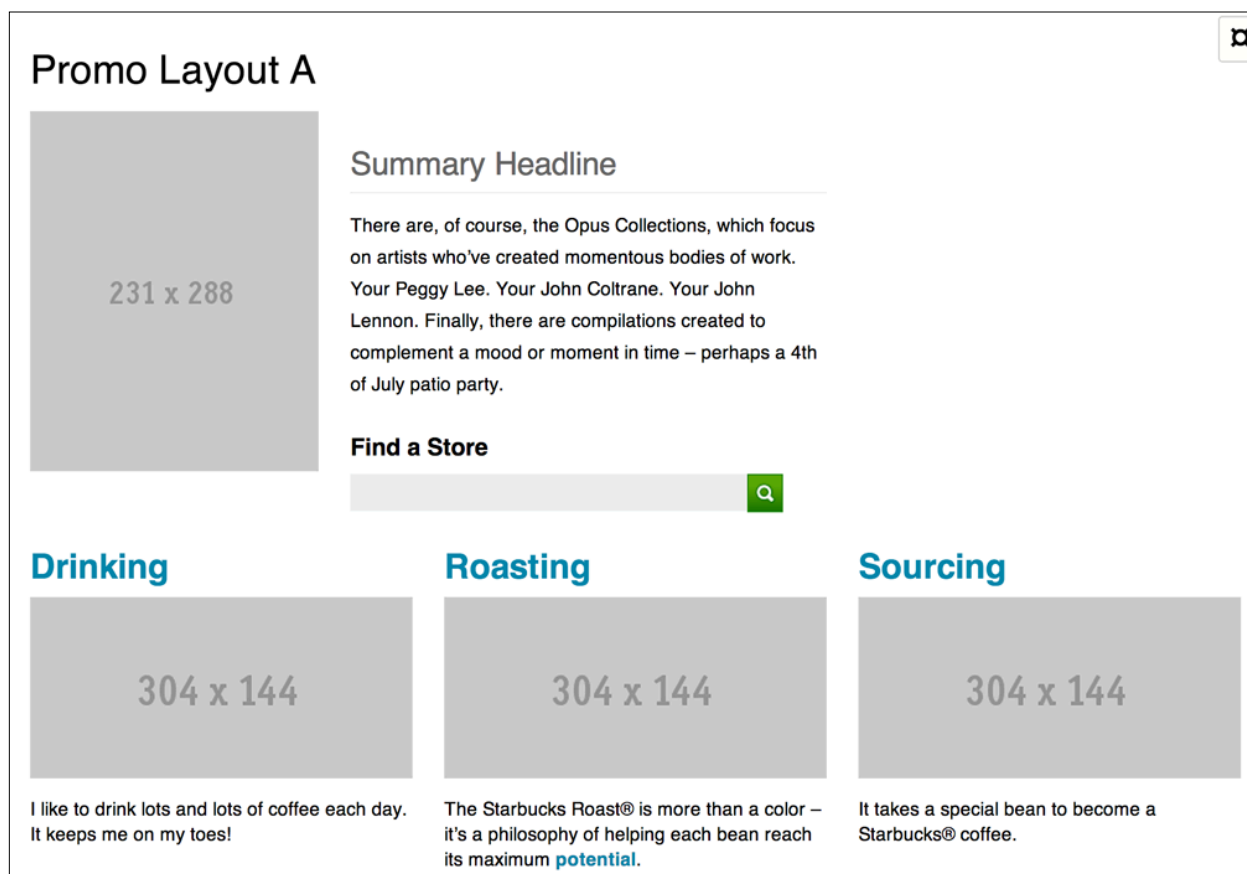 Promo Layout A
¤
231 x 288
Summary Headline
There are, of course, the Opus Collections, which focus
on artists who’ve created momentous bodies of work.
Your Peggy Lee. Your John Coltrane. Your John
Lennon. Finally, there are compilations created to
complement a mood or moment in time – perhaps a 4th
of July patio party.
Find a Store
Drinking
304 x 144
I like to drink lots and lots of coffee each day.
It keeps me on my toes!
Roasting
304 x 144
The Starbucks Roast® is more than a color –
it’s a philosophy of helping each bean reach
its maximum potential.
Sourcing
304 x 144
It takes a special bean to become a
Starbucks® coffee.